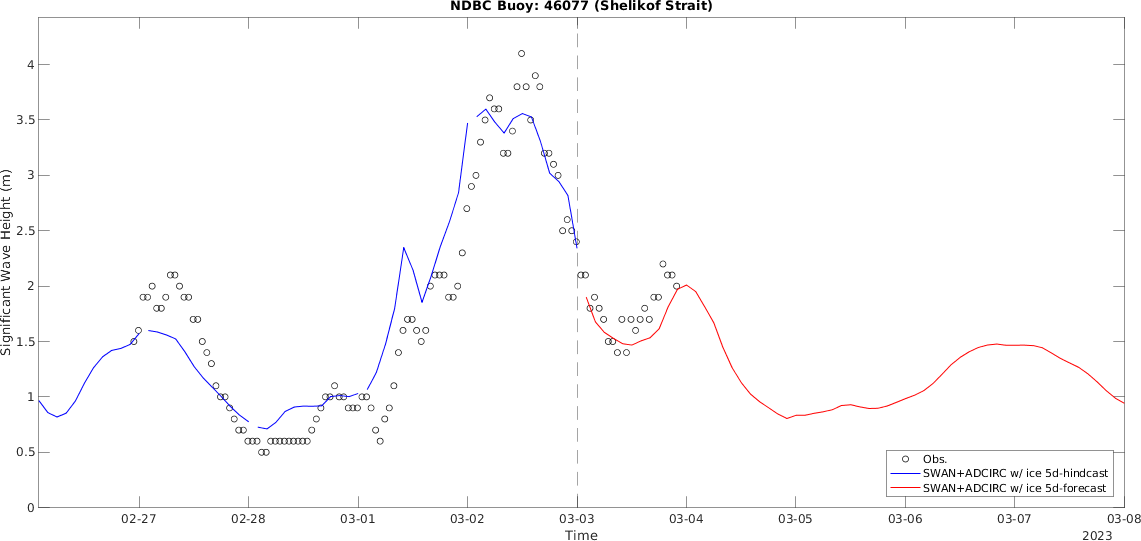 NDBC Buoy: 46077 (Shelikof Strait)
Significant Wave Height (m)
4
3.5
3
2.5
2
1.5
1
0.5
0
Obs.
SWAN+ADCIRC w/ ice 5d-hindcast
SWAN+ADCIRC w/ ice 5d-forecast
02-27 02-28 03-01 03-02 03-03 03-04 03-05 03-06 03-07 03-08
Time
2023